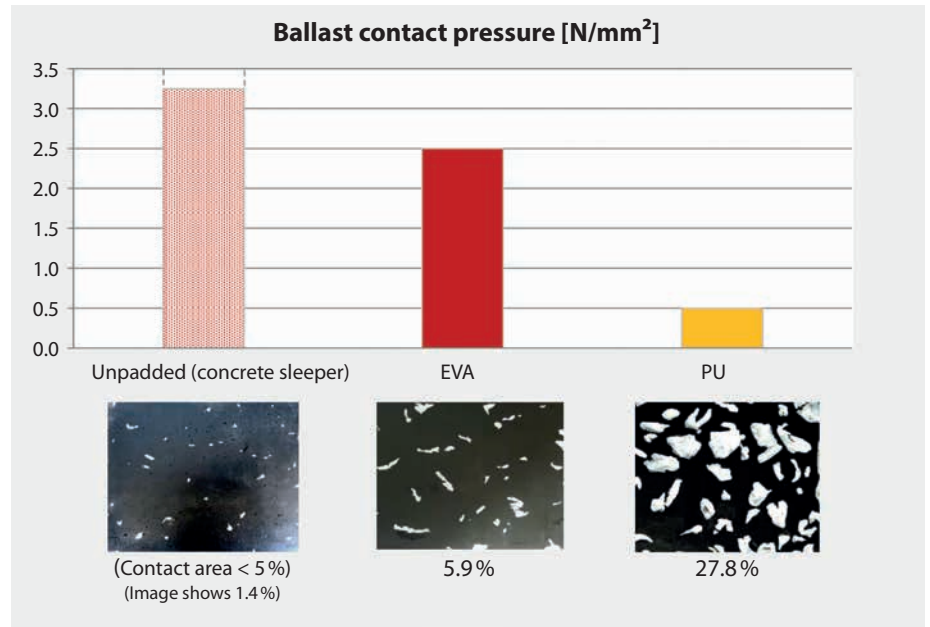 Ballast contact pressure [N/mm²]
3.5
3.0
2.5
2.0
1.5
1.0
0.5
0.0
Unpadded (concrete sleeper)
EVA
PU
(Contact area < 5 %)
(Image shows 1.4 %)
5.9 %
27.8 %